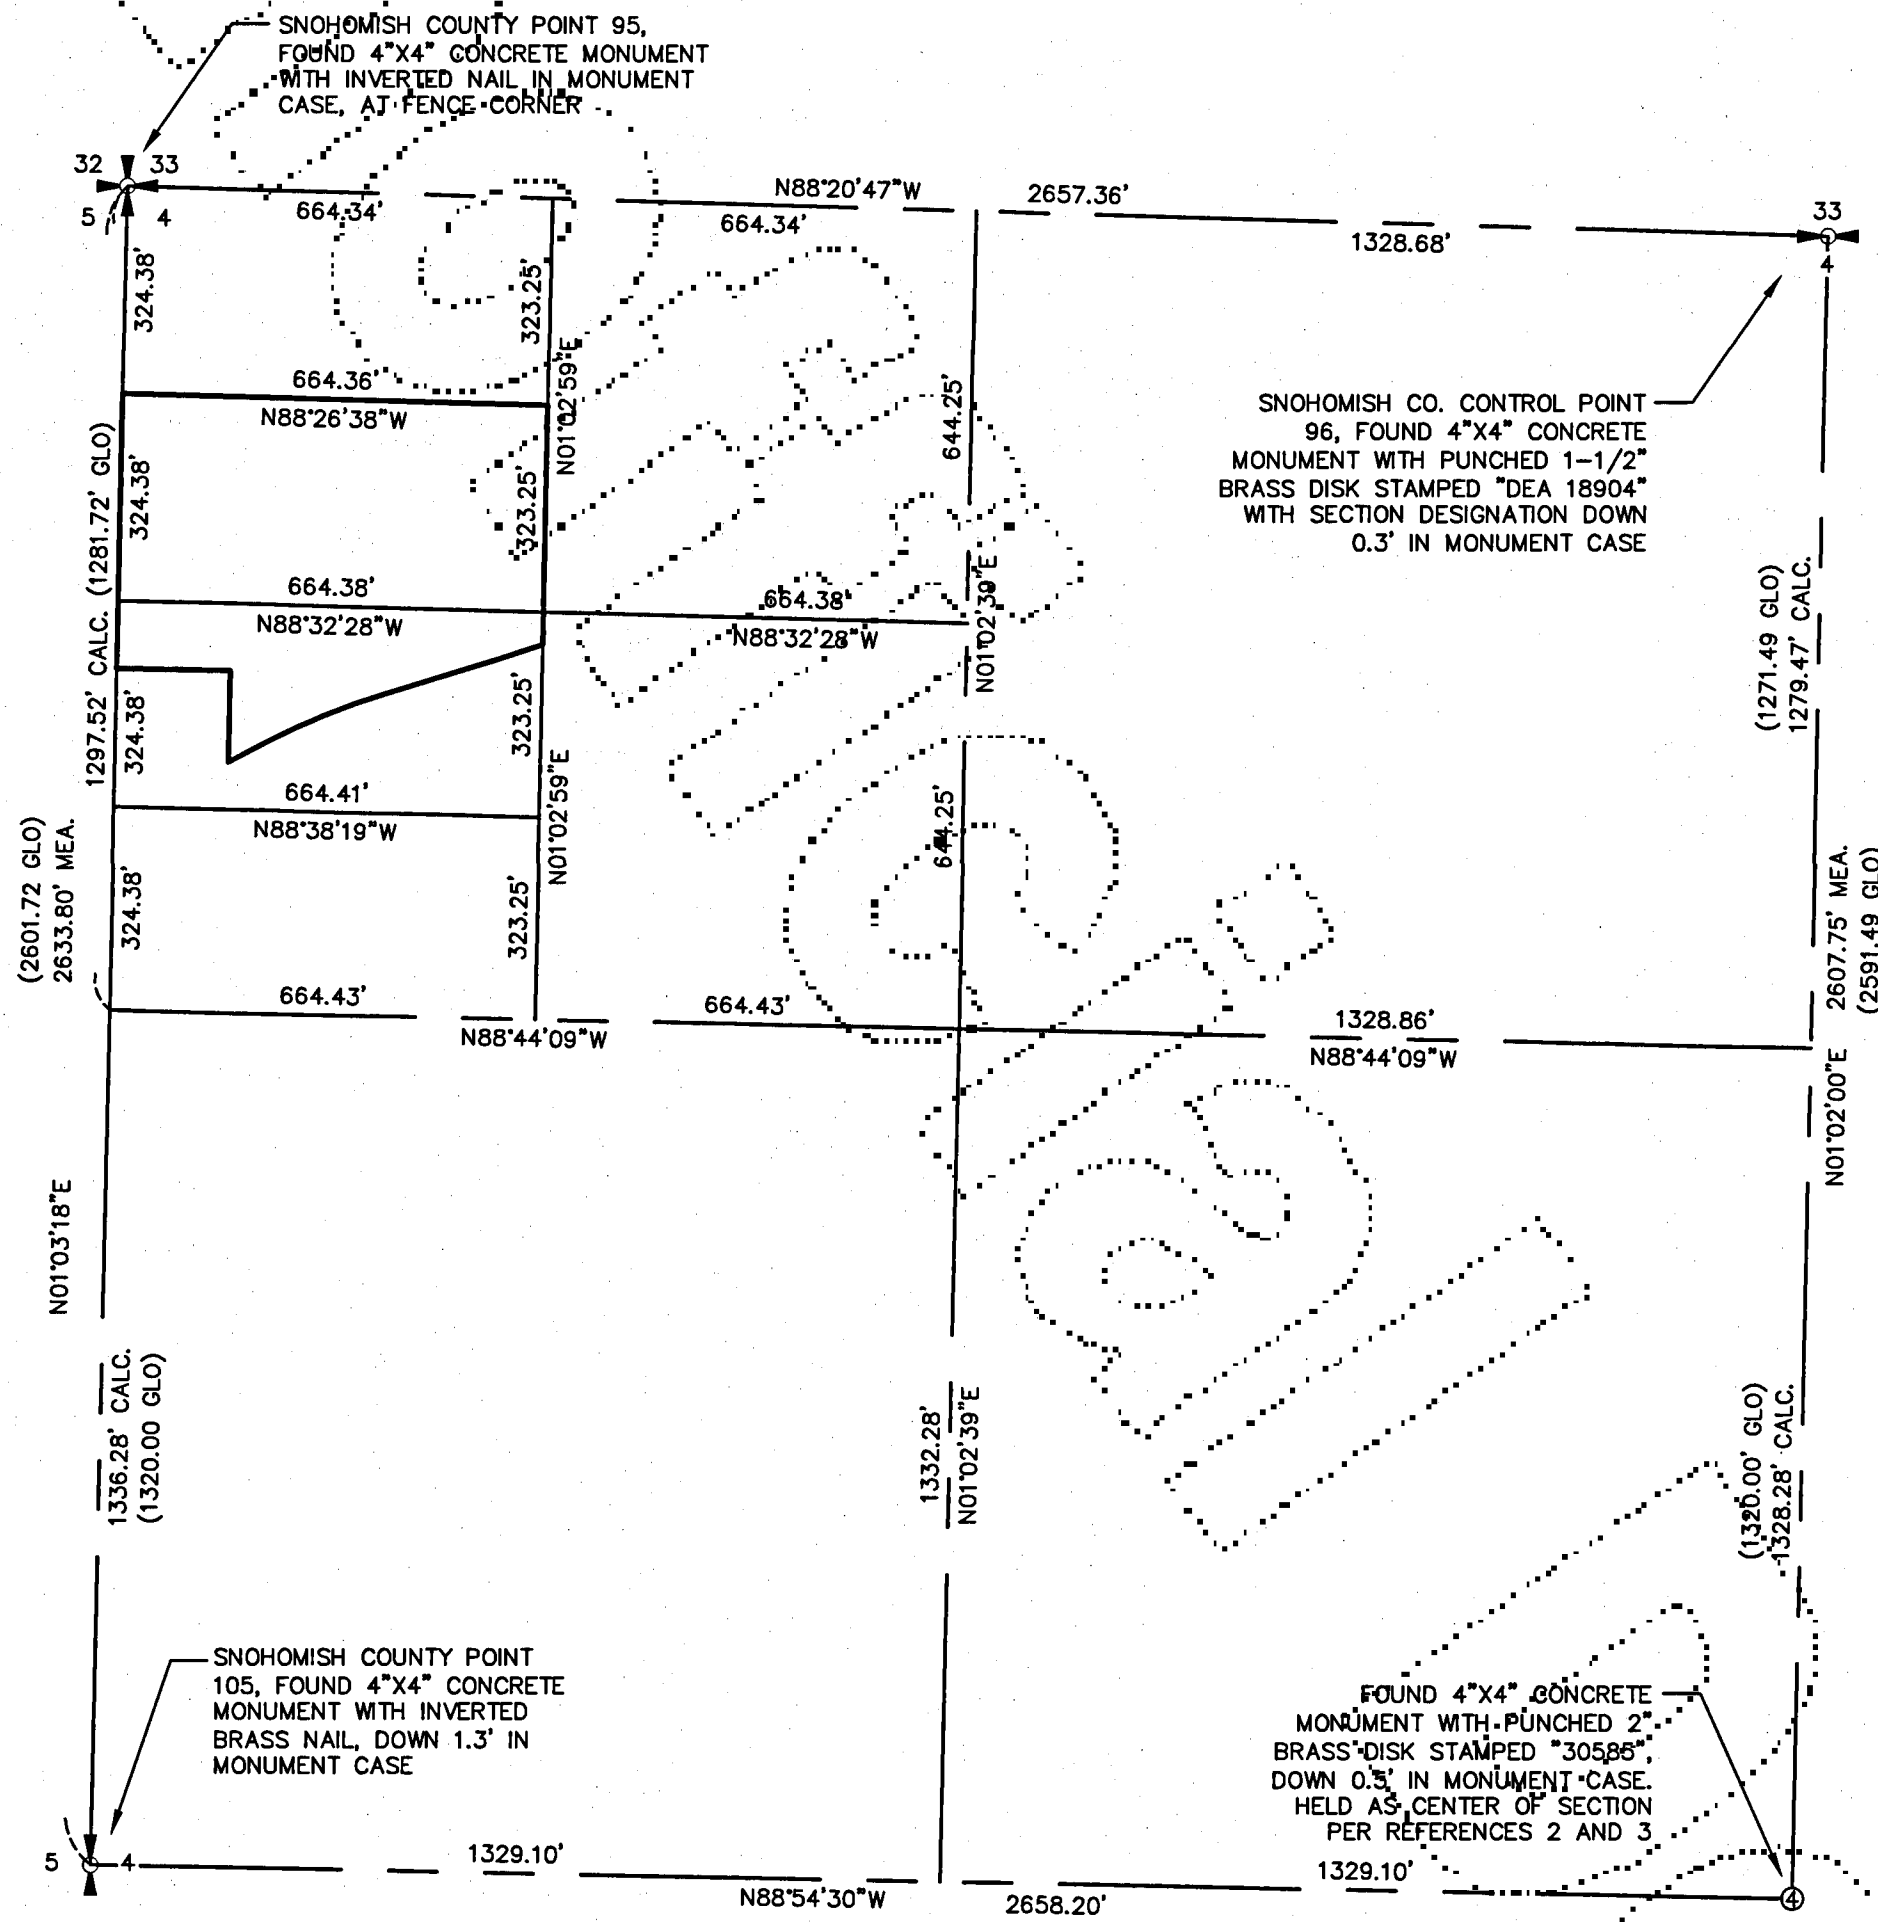 SNOHOMISH COUNTY POINT 95,
FOUND 4"X4" CONCRETE MONUMENT
WITH INVERTED NAIL IN MONUMENT
CASE, AT FENCE CORNER
32 33
5 4
664.34'
N88°20'47"W
664.34'
2657.36'
1328.68'
33
4
324.38'
323.25'
N01°02'59"E
664.36'
N88°26'38"W
644.25'
SNOHOMISH CO. CONTROL POINT
96, FOUND 4"X4" CONCRETE
MONUMENT WITH PUNCHED 1-1/2"
BRASS DISK STAMPED "DEA 18904"
WITH SECTION DESIGNATION DOWN
0.3' IN MONUMENT CASE
1297.52' CALC. (1281.72' GLO)
324.38'
323.25'
664.38'
N88°32'28"W
664.38'
N88°32'28"W
N01°02'39"E
(1271.49 GLO)
1279.47' CALC.
324.38'
323.25'
N01°02'59"E
664.41'
N88°38'19"W
644.25'
(2601.72 GLO)
2633.80' MEA.
324.38'
323.25'
2607.75' MEA.
(2591.49 GLO)
664.43'
N88°44'09"W
664.43'
1328.86'
N88°44'09"W
N01°02'00"E
N01°03'18"E
1336.28' CALC.
(1320.00 GLO)
1332.28'
N01°02'39"E
(1320.00' GLO)
1328.28' CALC.
SNOHOMISH COUNTY POINT
105, FOUND 4"X4" CONCRETE
MONUMENT WITH INVERTED
BRASS NAIL, DOWN 1.3' IN
MONUMENT CASE
FOUND 4"X4" CONCRETE
MONUMENT WITH PUNCHED 2"
BRASS DISK STAMPED "30585",
DOWN 0.5' IN MONUMENT CASE.
HELD AS CENTER OF SECTION
PER REFERENCES 2 AND 3
5 4
1329.10'
N88°54'30"W
2658.20'
1329.10'
4